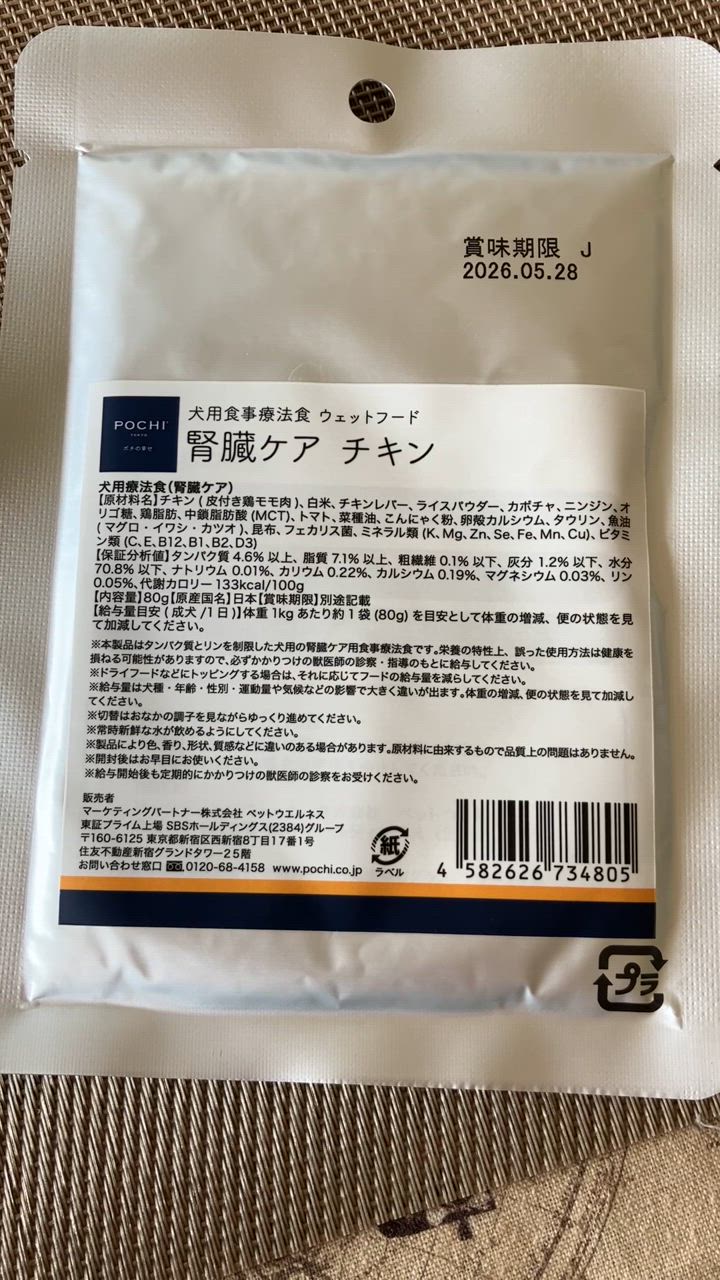 賞味期限 J
2026.05.28
POCHI
TOKYO
犬用食事療法食 ウェットフード
腎臓ケア チキン
犬用療法食(腎臓ケア)
【原材料名】チキン ( 皮付き鶏モモ肉 )、白米、チキンレバー、ライスパウダー、カボチャ、ニンジン、オ
リゴ糖、鶏脂肪、中鎖脂肪酸 (MCT)、トマト、菜種油、こんにゃく粉、卵殻カルシウム、タウリン、魚油
( マグロ・イワシ・カツオ )、昆布、フェカリス菌、ミネラル類 (K、Mg、Zn、Se、Fe、Mn、Cu)、ビタミ
ン類 (C、E、B12、B1、B2、D3)
【保証分析値】タンパク質 4.6% 以上、脂質 7.1% 以上、粗繊維 0.1% 以下、灰分 1.2% 以下、水分
70.8% 以下、ナトリウム 0.01%、カリウム 0.22%、カルシウム 0.19%、マグネシウム 0.03%、リン
0.05%、代謝カロリー 133kcal/100g
【内容量】80g【原産国名】日本【賞味期限】別途記載
【給与量目安 ( 成犬 /1 日 )】体重 1kg あたり約 1 袋 (80g) を目安として体重の増減、便の状態を見
て加減してください。
※本製品はタンパク質とリンを制限した犬用の腎臓ケア用食事療法食です。栄養の特性上、誤った使用方法は健康を
損ねる可能性がありますので、必ずかかりつけの獣医師の診察・指導のもとに給与してください。
※ドライフードなどにトッピングする場合は、それに応じてフードの給与量を減らしてください。
※給与量は犬種・年齢・性別・運動量や気候などの影響で大きく違いが出ます。体重の増減、便の状態を見て加減し
てください。
※切替はおなかの調子を見ながらゆっくり進めてください。
※常時新鮮な水が飲めるようにしてください。
※製品により色、香り、形状、質感などに違いのある場合があります。原材料に由来するもので品質上の問題はありません。
※開封後はお早目にお使いください。
※給与開始後も定期的にかかりつけの獣医師の診察をお受けください。
販売者
マーケティングパートナー株式会社 ペットウエルネス
東証プライム上場 SBSホールディングス(2384)グループ
〒160-6125 東京都新宿区西新宿8丁目17番1号
住友不動産新宿グランドタワー25階
お問い合わせ窓口 0120-68-4158 www.pochi.co.jp
紙
ラベル
4 582626 734805
プラ